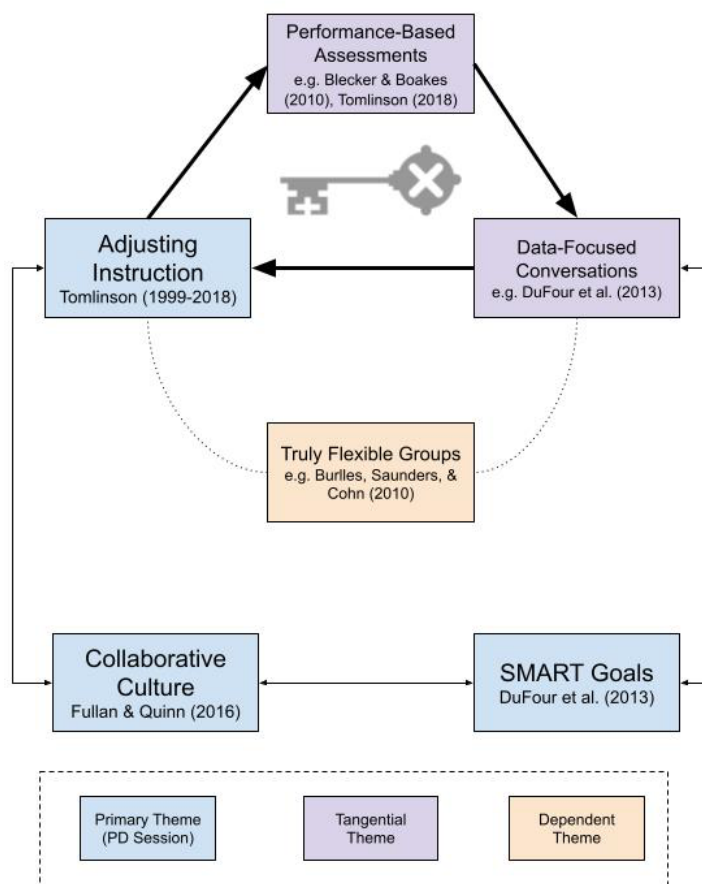 Performance-Based
Assessments
e.g. Blecker & Boakes
(2010), Tomlinson (2018)
Adjusting
Instruction
Tomlinson (1999-2018)
Data-Focused
Conversations
e.g. DuFour et al. (2013)
Truly Flexible Groups
e.g. Burlles, Saunders, &
Cohn (2010)
Collaborative
Culture
Fullan & Quinn (2016)
SMART Goals
DuFour et al. (2013)
Primary Theme
(PD Session)
Tangential
Theme
Dependent
Theme